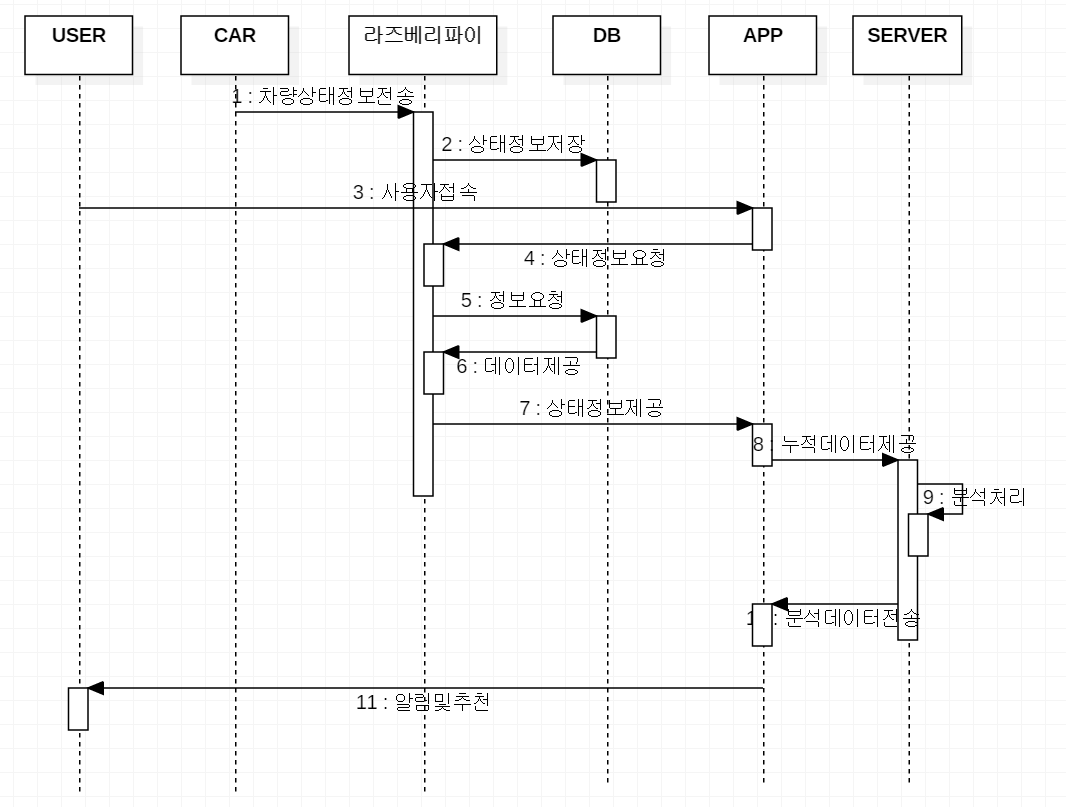 USER
CAR
라즈베리파이
DB
APP
SERVER
1 : 차량상태정보전송
2 : 상태정보저장
3 : 사용자접속
4 : 상태정보요청
5 : 정보요청
6 : 데이터제공
7 : 상태정보제공
8 : 누적데이터제공
9 : 분석처리
1 : 분석데이터전송
11 : 알림및추천